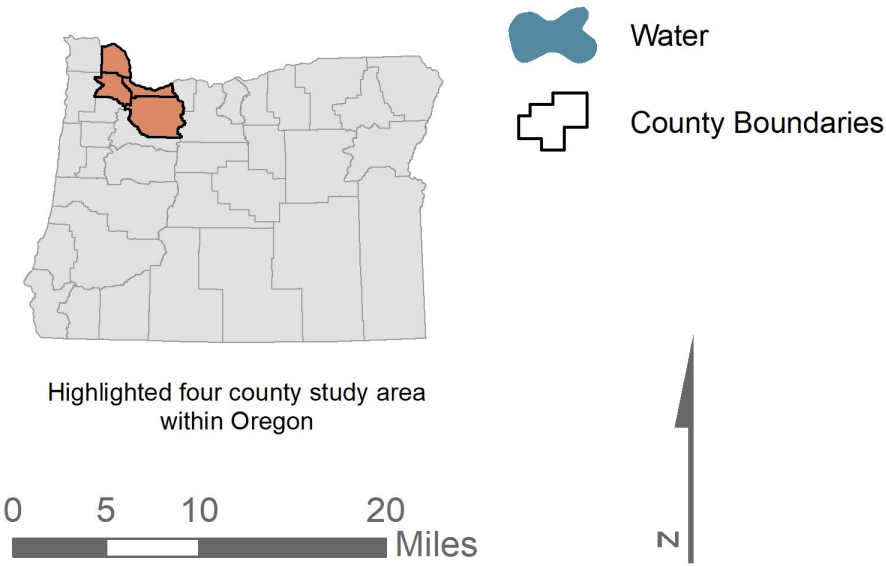 Water
County Boundaries
Highlighted four county study area
within Oregon
0 5 10 20
Miles
N